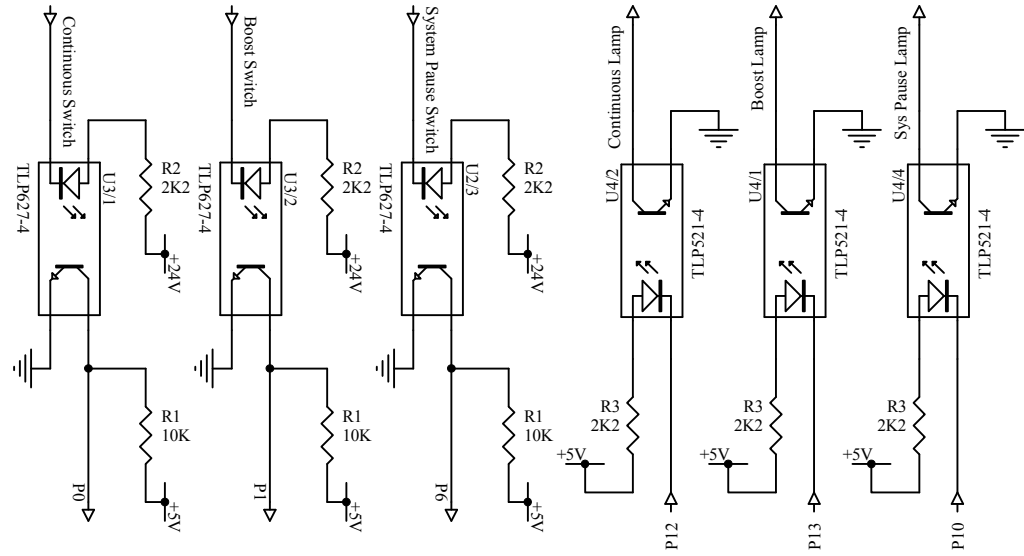 Continuous Switch
TLP627-4
U3/1
R2
2K2
+24V
R1
10K
+5V
P0
Boost Switch
TLP627-4
U3/2
R2
2K2
+24V
R1
10K
+5V
P1
System Pause Switch
TLP627-4
U2/3
R2
2K2
+24V
R1
10K
+5V
P6
Continuous Lamp
U4/2
TLP521-4
R3
2K2
+5V
P12
Boost Lamp
U4/1
TLP521-4
R3
2K2
+5V
P13
Sys Pause Lamp
U4/4
TLP521-4
R3
2K2
+5V
P10